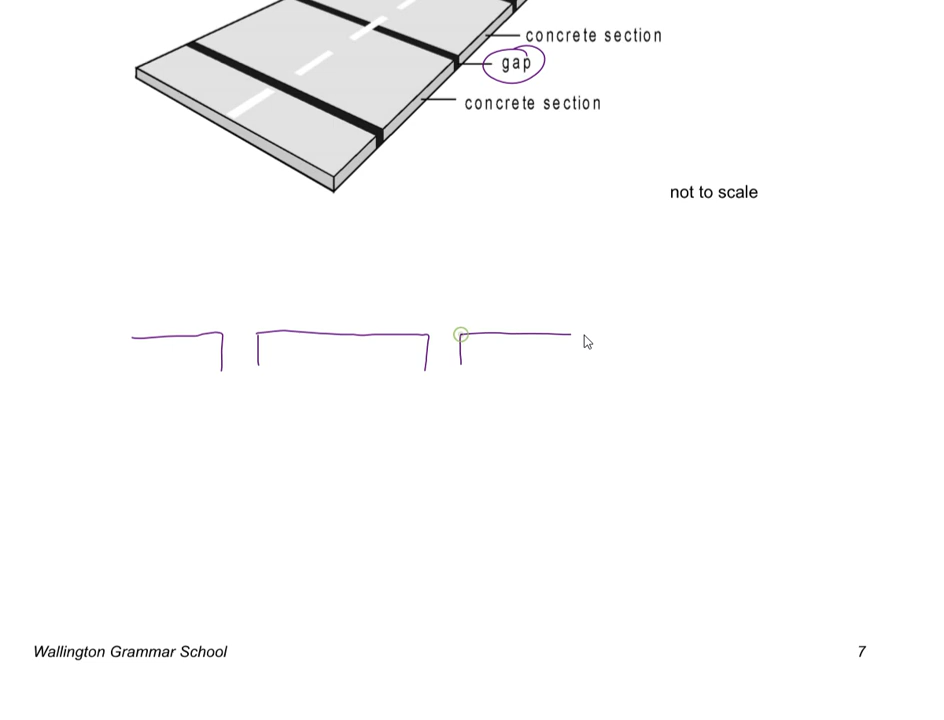 concrete section
gap
concrete section
not to scale
Wallington Grammar School
7